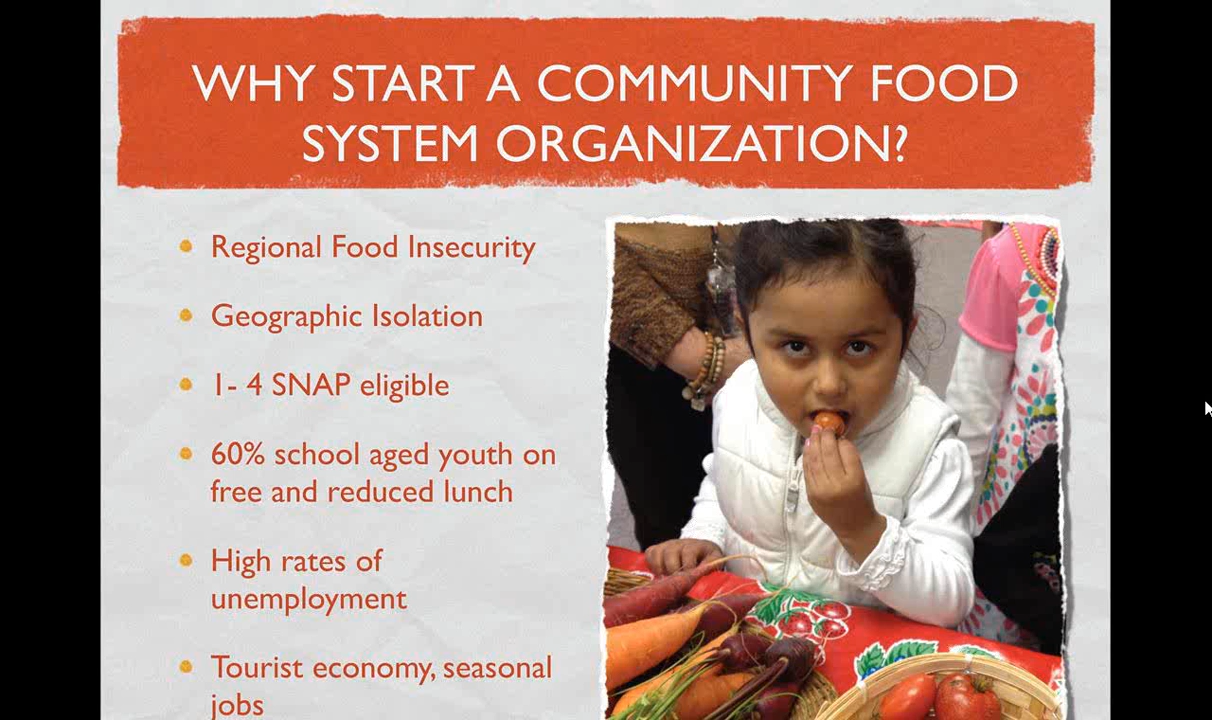 WHY START A COMMUNITY FOOD
SYSTEM ORGANIZATION?
Regional Food Insecurity
Geographic Isolation
1- 4 SNAP eligible
60% school aged youth on
free and reduced lunch
High rates of
unemployment
Tourist economy, seasonal
jobs